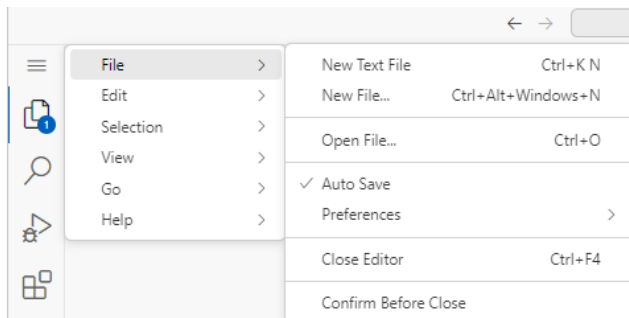 File
Edit
Selection
View
Go
Help
New Text File Ctrl+K N
New File... Ctrl+Alt+Windows+N
Open File... Ctrl+O
Auto Save
Preferences
Close Editor Ctrl+F4
Confirm Before Close
1